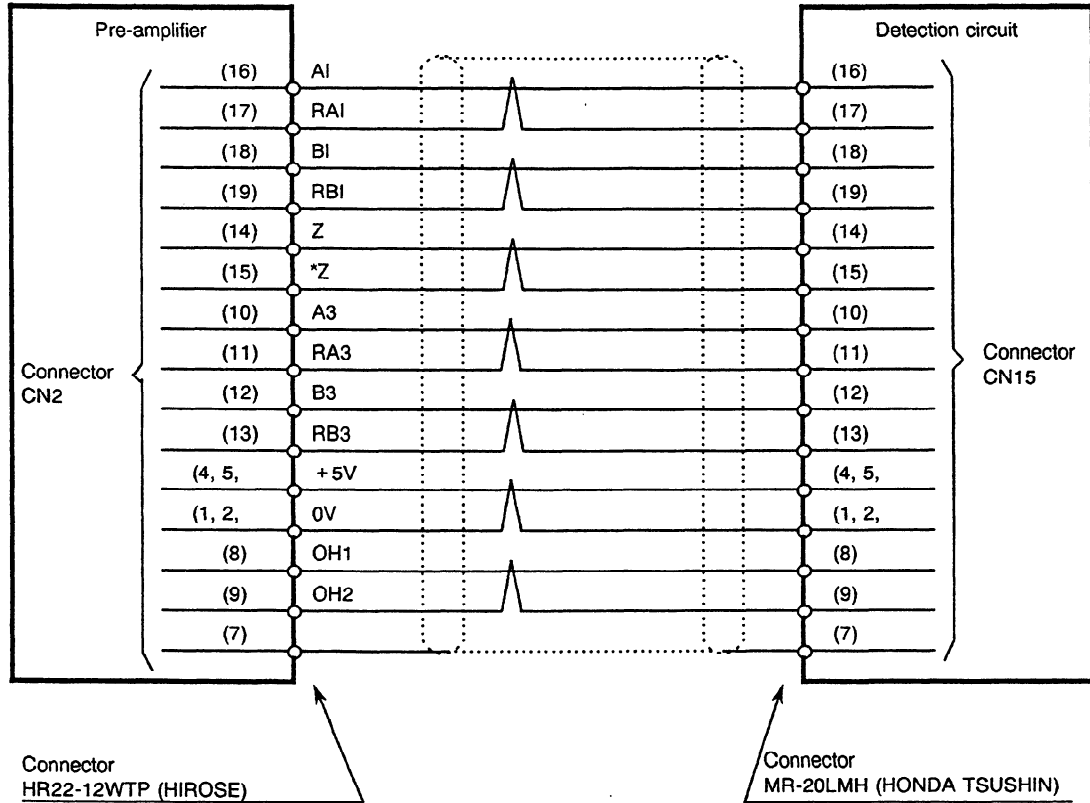 Pre-amplifier Detection circuit
(16) AI (16)
(17) RAI (17)
(18) BI (18)
(19) RBI (19)
(14) Z (14)
(15) *Z (15)
(10) A3 (10)
(11) RA3 (11)
Connector
CN2
Connector
CN15
(12) B3 (12)
(13) RB3 (13)
(4, 5, +5V (4, 5,
(1, 2, 0V (1, 2,
(8) OH1 (8)
(9) OH2 (9)
(7) (7)
Connector
HR22-12WTP (HIROSE)
Connector
MR-20LMH (HONDA TSUSHIN)